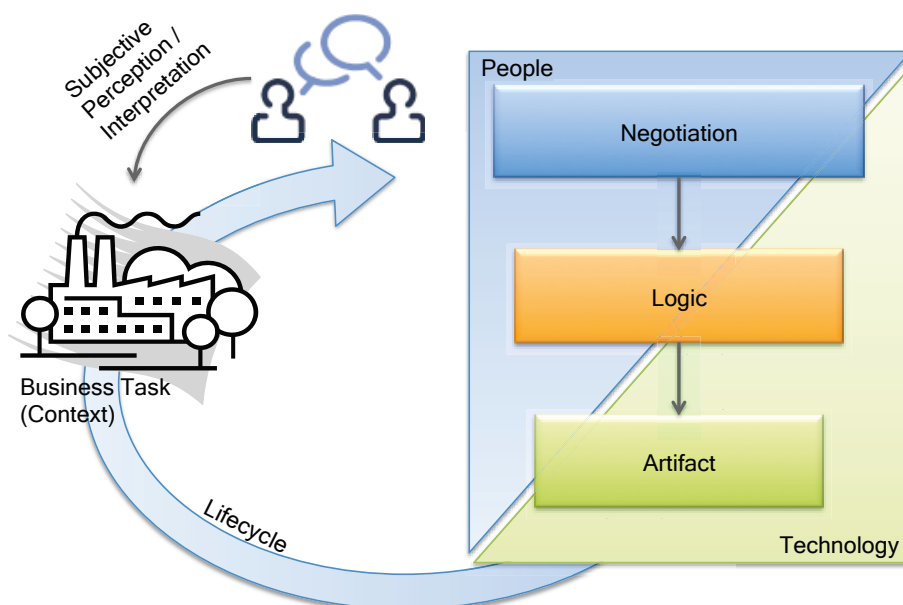 Subjective
Perception /
Interpretation
People
Negotiation
Logic
Artifact
Technology
Business Task
(Context)
Lifecycle